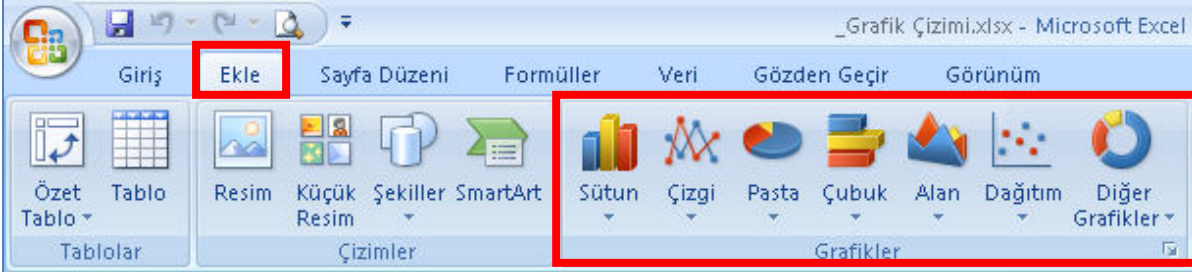 _Grafik Çizimi.xlsx - Microsoft Excel
Giriş Ekle Sayfa Düzeni Formüller Veri Gözden Geçir Görünüm
Özet Tablo Resim Küçük Şekiller SmartArt Sütun Çizgi Pasta Çubuk Alan Dağıtım Diğer
Tablo Resim Grafikler
Tablolar Çizimler Grafikler